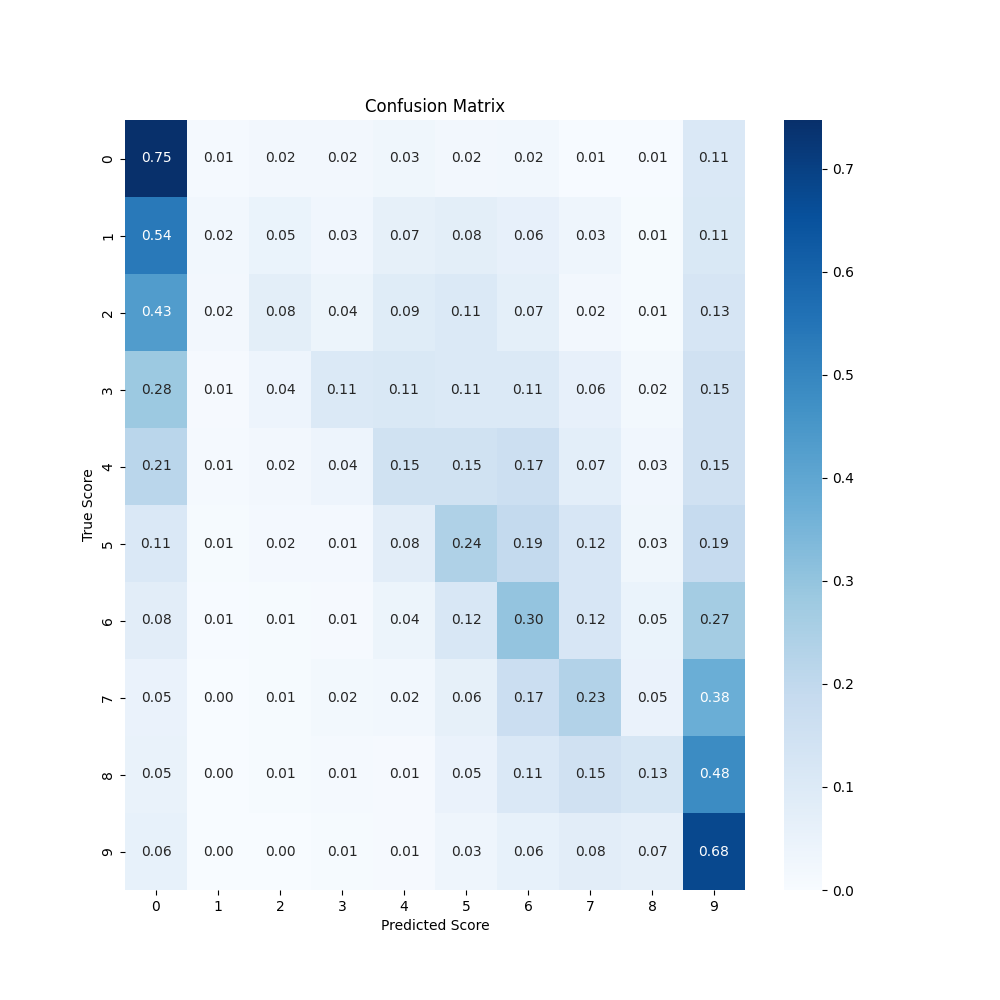 Confusion Matrix
0 0.75 0.01 0.02 0.02 0.03 0.02 0.02 0.01 0.01 0.11
1 0.54 0.02 0.05 0.03 0.07 0.08 0.06 0.03 0.01 0.11
2 0.43 0.02 0.08 0.04 0.09 0.11 0.07 0.02 0.01 0.13
3 0.28 0.01 0.04 0.11 0.11 0.11 0.11 0.06 0.02 0.15
4 0.21 0.01 0.02 0.04 0.15 0.15 0.17 0.07 0.03 0.15
5 0.11 0.01 0.02 0.01 0.08 0.24 0.19 0.12 0.03 0.19
6 0.08 0.01 0.01 0.01 0.04 0.12 0.30 0.12 0.05 0.27
7 0.05 0.00 0.01 0.02 0.02 0.06 0.17 0.23 0.05 0.38
8 0.05 0.00 0.01 0.01 0.01 0.05 0.11 0.15 0.13 0.48
9 0.06 0.00 0.00 0.01 0.01 0.03 0.06 0.08 0.07 0.68
0 1 2 3 4 5 6 7 8 9
Predicted Score
True Score
0.7
0.6
0.5
0.4
0.3
0.2
0.1
0.0